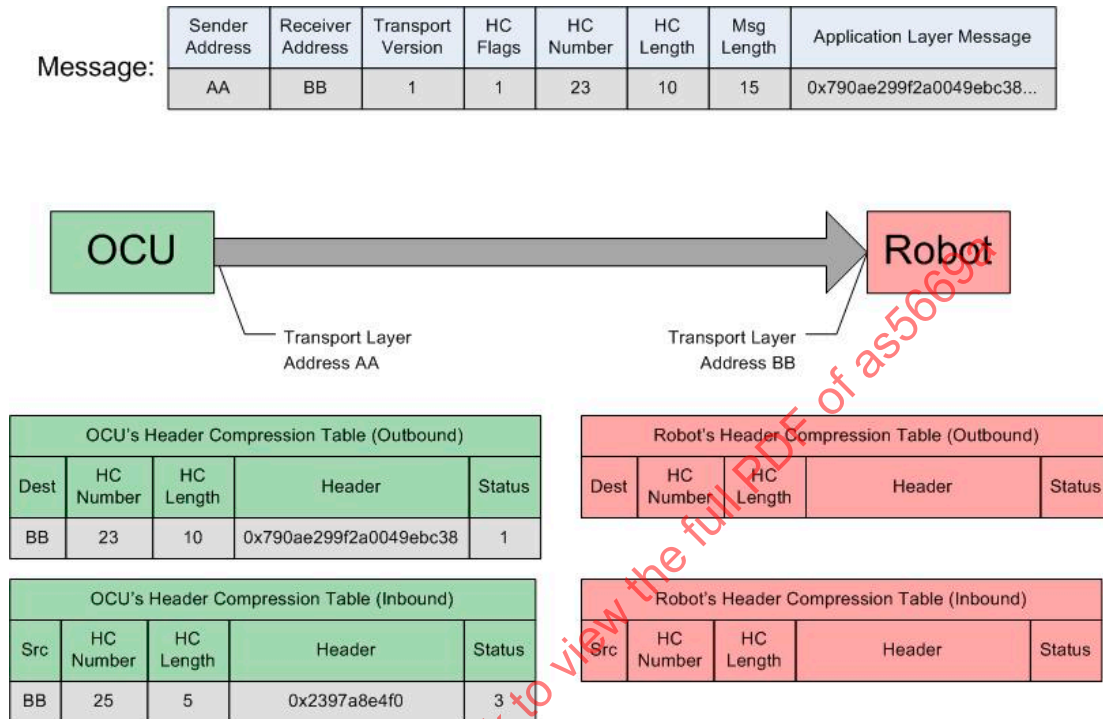 Message:
Sender Address | Receiver Address | Transport Version | HC Flags | HC Number | HC Length | Msg Length | Application Layer Message
AA | BB | 1 | 1 | 23 | 10 | 15 | 0x790ae299f2a0049ebc38...
OCU
Robot
Transport Layer
Address AA
Transport Layer
Address BB
OCU's Header Compression Table (Outbound)
Dest | HC Number | HC Length | Header | Status
BB | 23 | 10 | 0x790ae299f2a0049ebc38 | 1
Robot's Header Compression Table (Outbound)
Dest | HC Number | HC Length | Header | Status
OCU's Header Compression Table (Inbound)
Src | HC Number | HC Length | Header | Status
BB | 25 | 5 | 0x2397a8e4f0 | 3
Robot's Header Compression Table (Inbound)
Src | HC Number | HC Length | Header | Status
to view the full PDF of as5669a